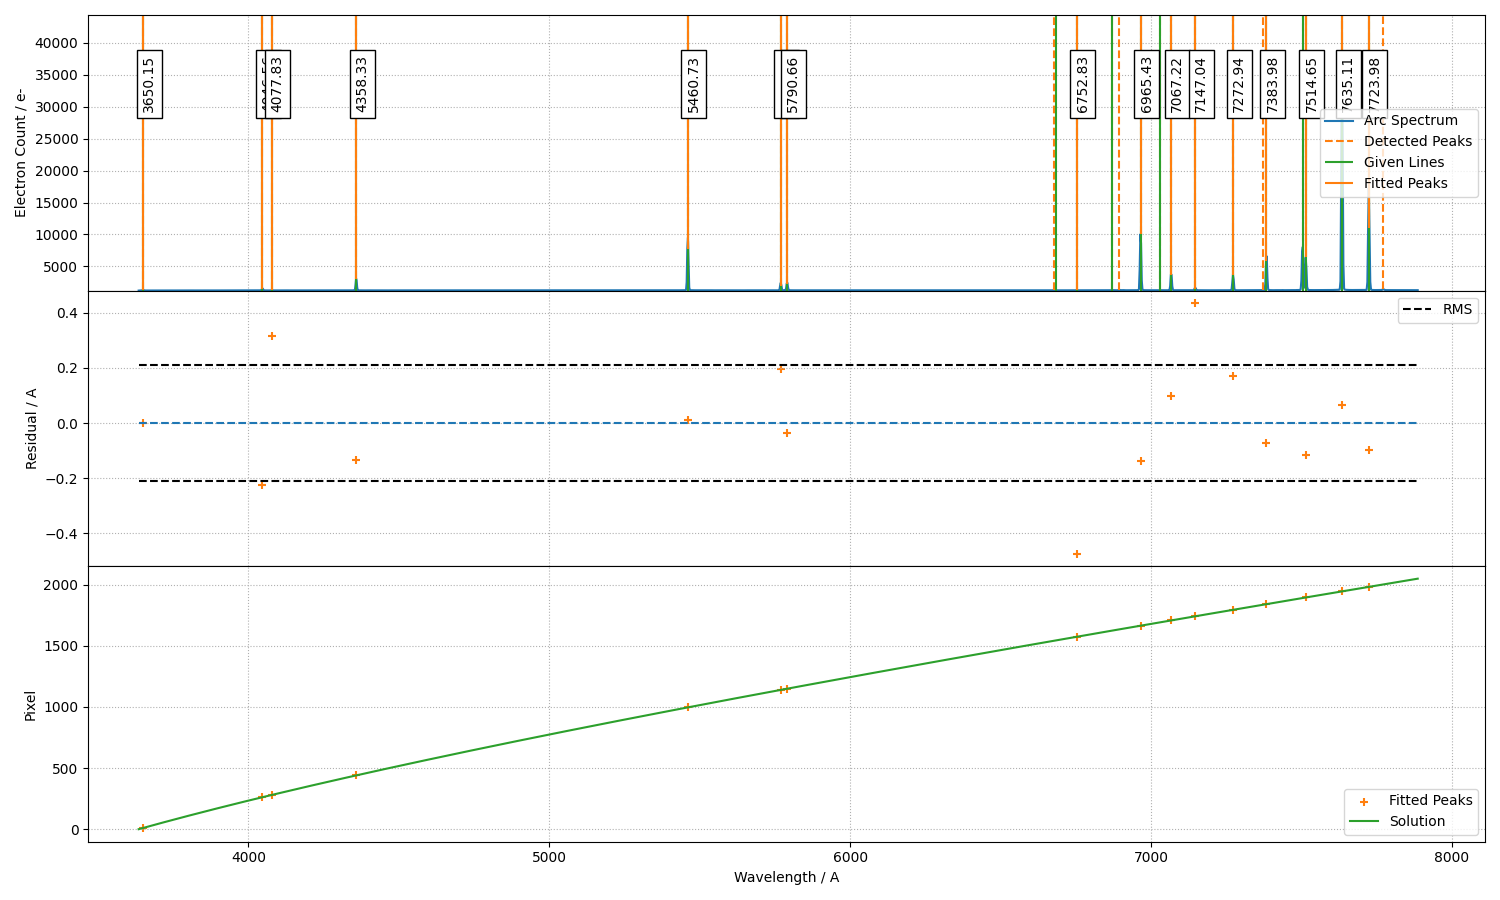 40000
35000
30000
25000
20000
15000
10000
5000
Electron Count / e-
3650.15
4077.83
4358.33
5460.73
5790.66
6752.83
6965.43
7067.22
7147.04
7272.94
7383.98
7514.65
7635.11
7723.98
Arc Spectrum
Detected Peaks
Given Lines
Fitted Peaks
0.4
0.2
0.0
−0.2
−0.4
Residual / A
RMS
2000
1500
1000
500
0
Pixel
Fitted Peaks
Solution
4000 5000 6000 7000 8000
Wavelength / A